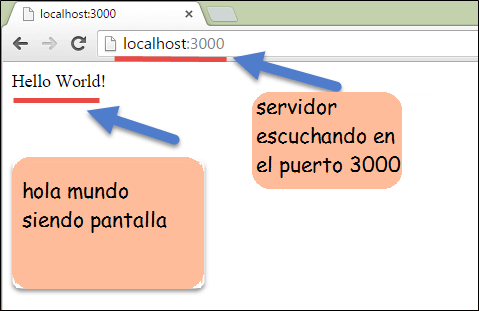 localhost:3000
localhost:3000
Hello World!
servidor
escuchando en
el puerto 3000
hola mundo
siendo pantalla